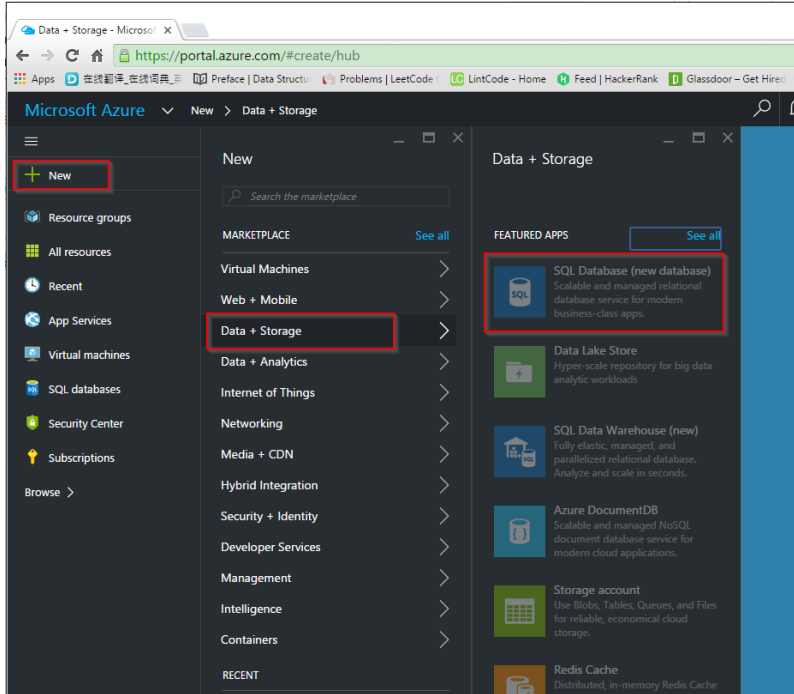 Data + Storage - Microsof
https://portal.azure.com/#create/hub
Apps
在线翻译_在线词典_英
Preface | Data Structu
Problems | LeetCode
LintCode - Home
Feed | HackerRank
Glassdoor – Get Hired
Microsoft Azure
New > Data + Storage
New
Resource groups
All resources
Recent
App Services
Virtual machines
SQL databases
Security Center
Subscriptions
Browse >
New
Search the marketplace
MARKETPLACE
See all
Virtual Machines
Web + Mobile
Data + Storage
Data + Analytics
Internet of Things
Networking
Media + CDN
Hybrid Integration
Security + Identity
Developer Services
Management
Intelligence
Containers
RECENT
Data + Storage
FEATURED APPS
See all
SQL Database (new database)
Scalable and managed relational
database service for modern
business-class apps.
Data Lake Store
Hyper-scale repository for big data
analytic workloads
SQL Data Warehouse (new)
Fully elastic, managed, and
parallelized relational database.
Analyze and scale in seconds.
Azure DocumentDB
Scalable and managed NoSQL
document database service for
modern cloud applications.
Storage account
Use Blobs, Tables, Queues, and Files
for reliable, economical cloud
storage.
Redis Cache
Distributed, in-memory Redis Cache